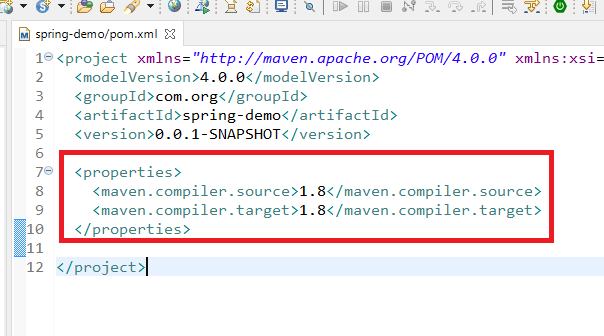 spring-demo/pom.xml
1 <project xmlns="http://maven.apache.org/POM/4.0.0" xmlns:xsi=
2 <modelVersion>4.0.0</modelVersion>
3 <groupId>com.org</groupId>
4 <artifactId>spring-demo</artifactId>
5 <version>0.0.1-SNAPSHOT</version>
6
7 <properties>
8 <maven.compiler.source>1.8</maven.compiler.source>
9 <maven.compiler.target>1.8</maven.compiler.target>
10 </properties>
11
12 </project>